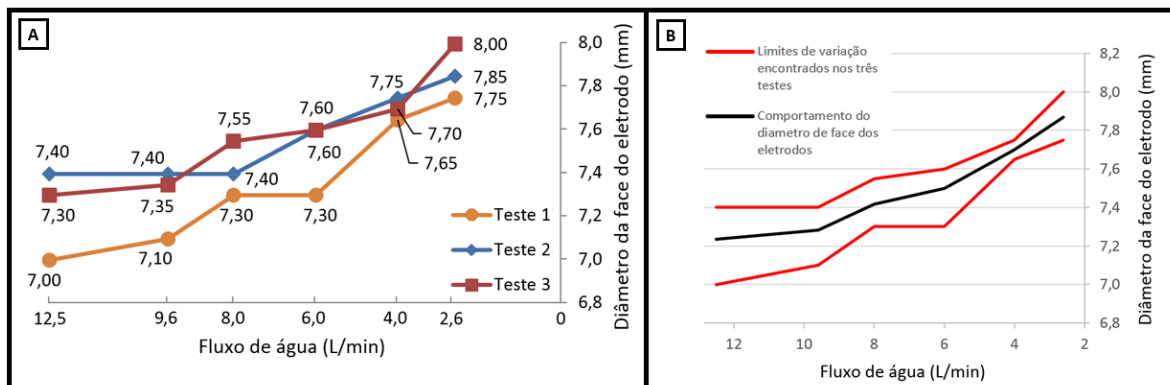 A
7,40
7,40
7,30
7,35
7,00
7,10
7,55
7,40
7,30
7,60
7,60
7,30
7,75
7,70
7,65
8,00
7,85
7,75
Teste 1
Teste 2
Teste 3
8,0
7,8
7,6
7,4
7,2
7,0
6,8
Diâmetro da face do eletrodo (mm)
12,5 9,6 8,0 6,0 4,0 2,6 0
Fluxo de água (L/min)
B
Limites de variação
encontrados nos três
testes
Comportamento do
diametro de face dos
eletrodos
8,2
8,0
7,8
7,6
7,4
7,2
7,0
6,8
Diâmetro da face do eletrodo (mm)
12 10 8 6 4 2
Fluxo de água (L/min)